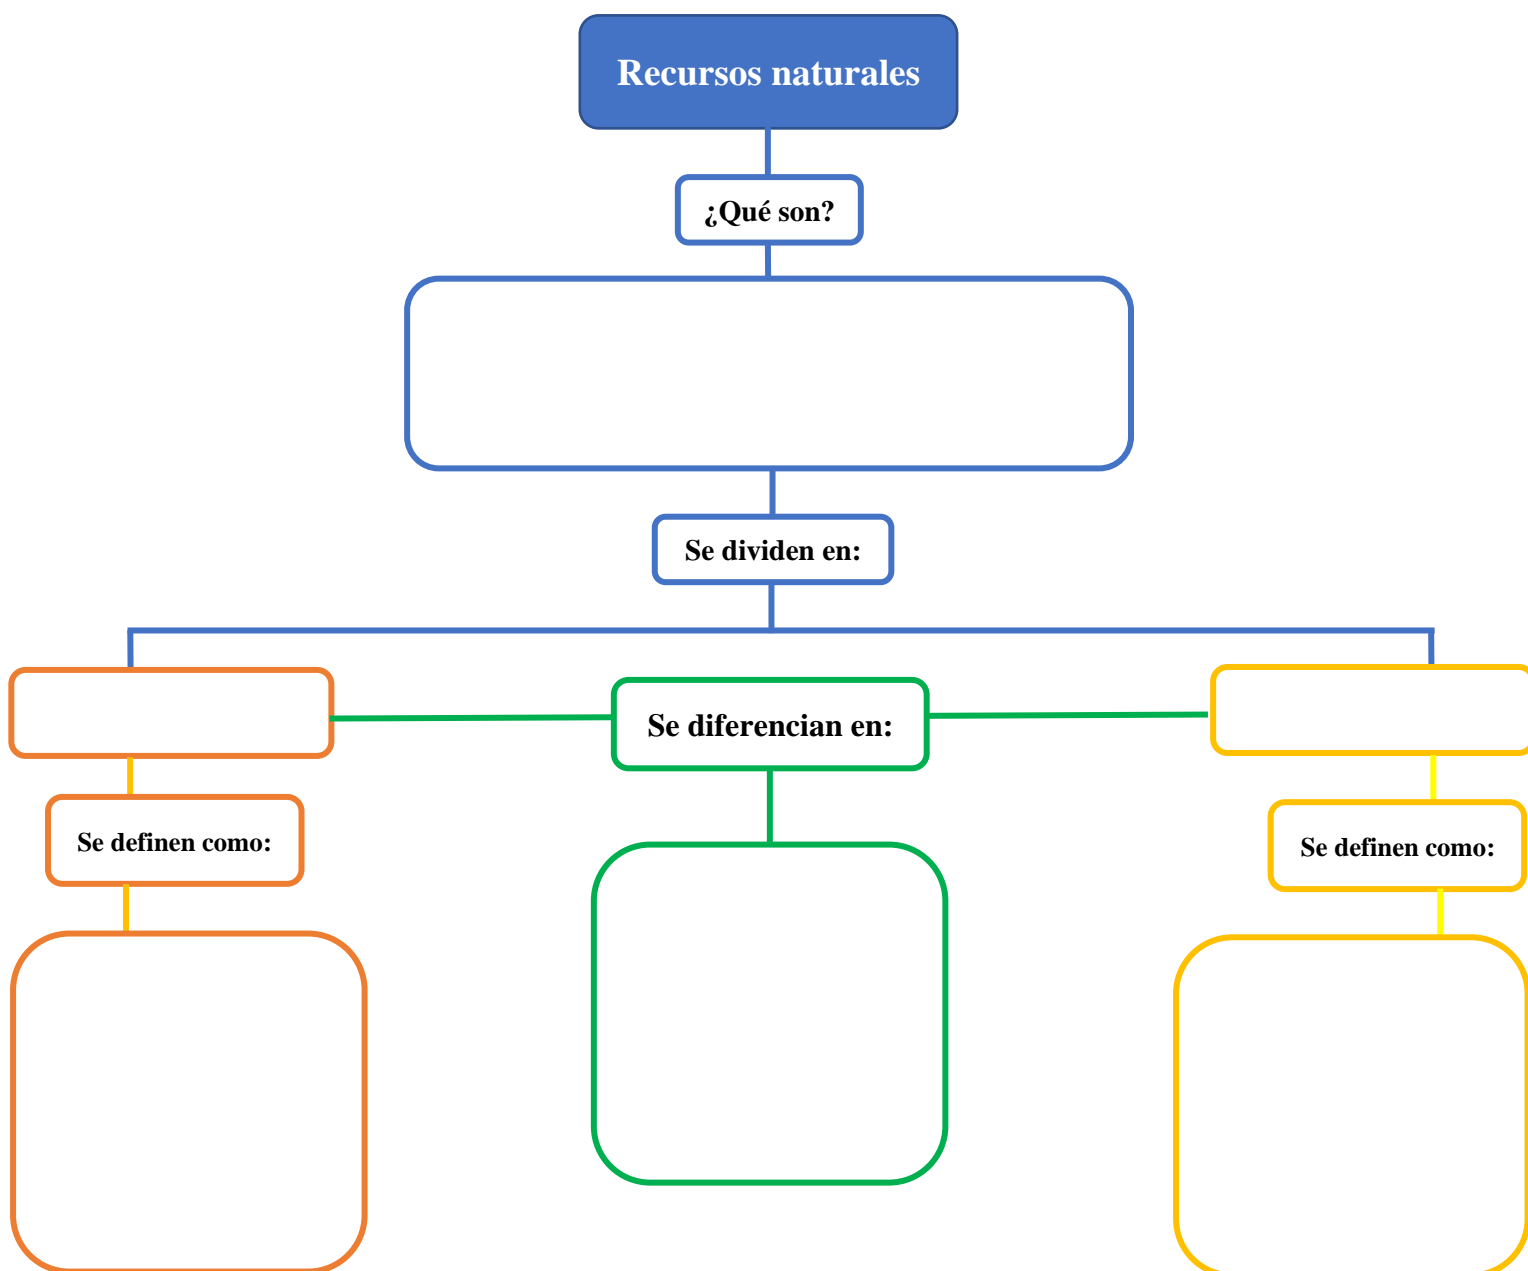 Recursos naturales
¿Qué son?
Se dividen en:
Se diferencian en:
Se definen como:
Se definen como: